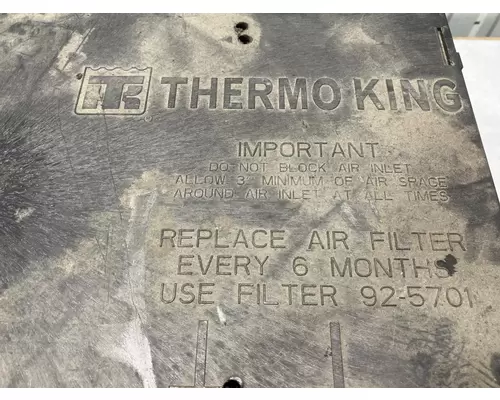 TK THERMO KING
IMPORTANT
DO NOT BLOCK AIR INLET
ALLOW 3" MINIMUM OF AIR SPACE
AROUND AIR INLET AT ALL TIMES
REPLACE AIR FILTER
EVERY 6 MONTHS
USE FILTER 92-5701